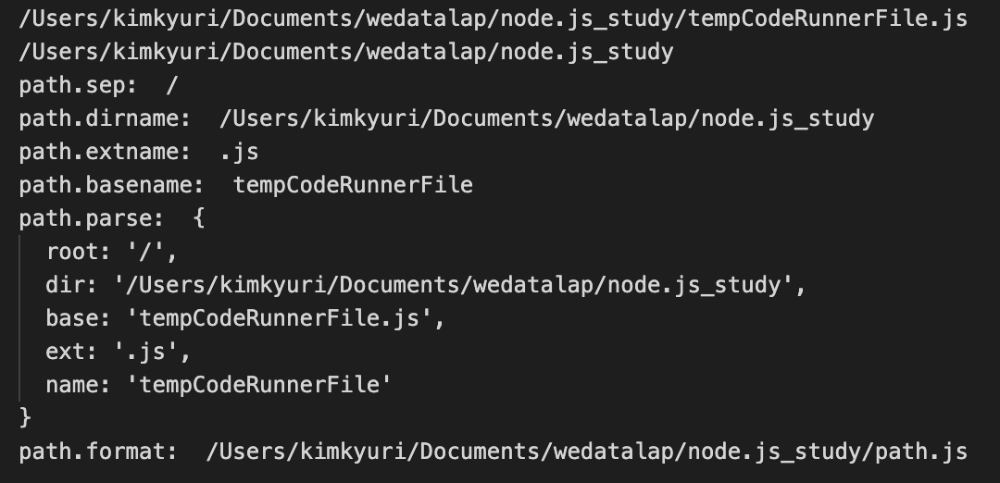 /Users/kimkyuri/Documents/wedatalap/node.js_study/tempCodeRunnerFile.js
/Users/kimkyuri/Documents/wedatalap/node.js_study
path.sep:  /
path.dirname:  /Users/kimkyuri/Documents/wedatalap/node.js_study
path.extname:  .js
path.basename:  tempCodeRunnerFile
path.parse:  {
  root: '/',
  dir: '/Users/kimkyuri/Documents/wedatalap/node.js_study',
  base: 'tempCodeRunnerFile.js',
  ext: '.js',
  name: 'tempCodeRunnerFile'
}
path.format:  /Users/kimkyuri/Documents/wedatalap/node.js_study/path.js